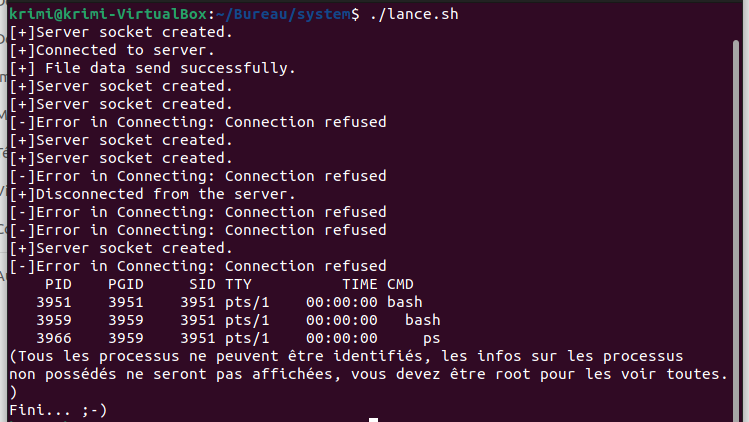 krimi@krimi-VirtualBox:~/Bureau/system$ ./lance.sh
[+]Server socket created.
[+]Connected to server.
[+] File data send successfully.
[+]Server socket created.
[+]Server socket created.
[-]Error in Connecting: Connection refused
[+]Server socket created.
[+]Server socket created.
[-]Error in Connecting: Connection refused
[+]Disconnected from the server.
[-]Error in Connecting: Connection refused
[-]Error in Connecting: Connection refused
[+]Server socket created.
[-]Error in Connecting: Connection refused
    PID    PGID     SID TTY          TIME CMD
   3951    3951    3951 pts/1    00:00:00 bash
   3959    3959    3951 pts/1    00:00:00   bash
   3966    3959    3951 pts/1    00:00:00     ps
(Tous les processus ne peuvent être identifiés, les infos sur les processus
non possédés ne seront pas affichées, vous devez être root pour les voir toutes.
)
Fini... ;-)